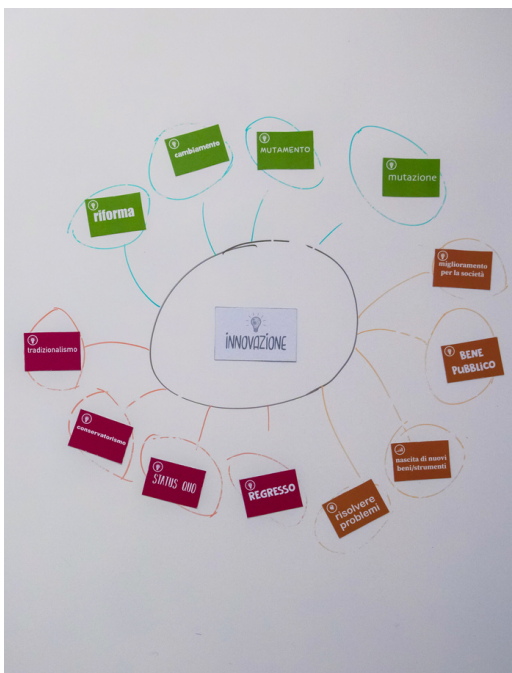 cambiamento
MUTAMENTO
mutazione
riforma
miglioramento
per la società
INNOVAZIONE
tradizionalismo
BENE
PUBBLICO
conservatorismo
nascita di nuovi
beni/strumenti
STATUS QUO
REGRESSO
risolvere
problemi